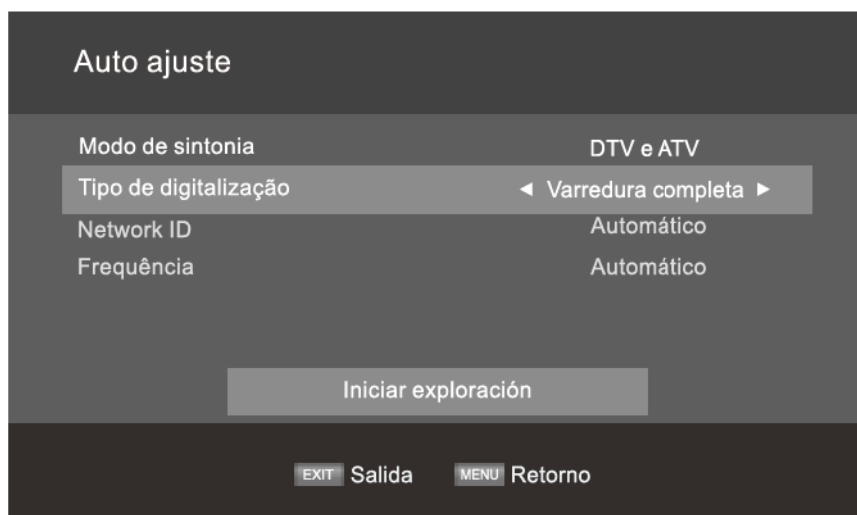 Auto ajuste
Modo de sintonia DTV e ATV
Tipo de digitalização ◄ Varredura completa ►
Network ID Automático
Frequência Automático
Iniciar exploración
EXIT Salida MENU Retorno